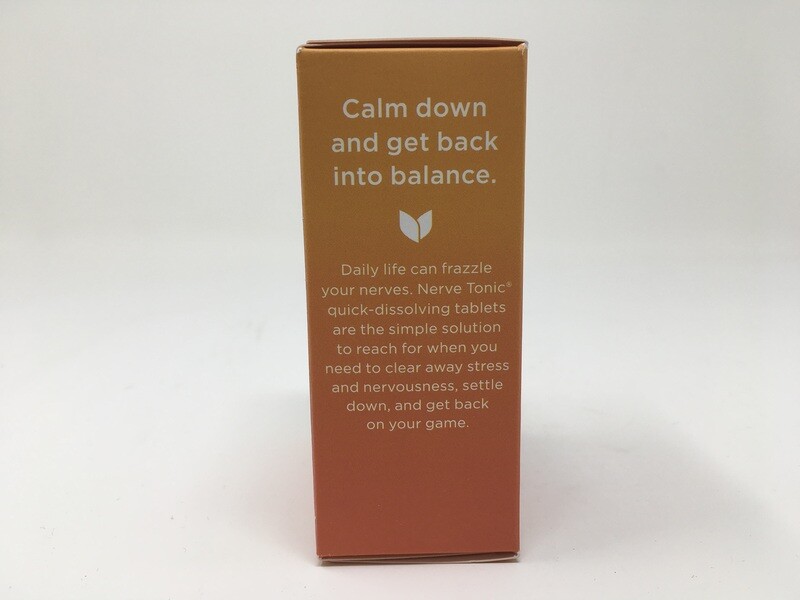 Calm down
and get back
into balance.
Daily life can frazzle
your nerves. Nerve Tonic®
quick-dissolving tablets
are the simple solution
to reach for when you
need to clear away stress
and nervousness, settle
down, and get back
on your game.